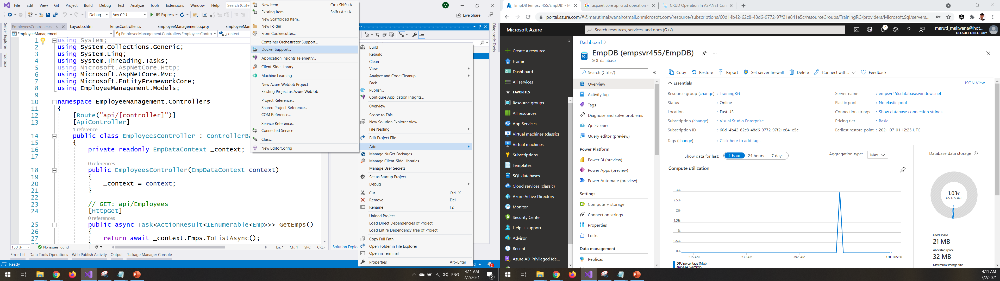 File Edit View Git Project Build Debug Test Analyze Tools Extensions Window Help Search (Ctrl+
M
Debug Any CPU IIS Express
Live Share
Server Explorer
Toolbox
EmployeesController.cs _Layout.cshtml EmpsController.cs EmployeeManagement.csproj EmployeeMan
EmployeeManagement EmployeeManagement.Controllers.EmployeesContro _context
1 using System;
2 using System.Collections.Generic;
3 using System.Linq;
4 using System.Threading.Tasks;
5 using Microsoft.AspNetCore.Http;
6 using Microsoft.AspNetCore.Mvc;
7 using Microsoft.EntityFrameworkCore;
8 using EmployeeManagement.Models;
9
10 namespace EmployeeManagement.Controllers
11 {
12 [Route("api/[controller]")]
13 [ApiController]
1 reference
14 public class EmployeesController : ControllerBa
15 {
16 private readonly EmpDataContext _context;
17
0 references
18 public EmployeesController(EmpDataContext context)
19 {
20 _context = context;
21 }
22
23 // GET: api/Employees
24 [HttpGet]
0 references
25 public async Task<ActionResult<IEnumerable<Emp>>> GetEmps()
26 {
27 return await _context.Emps.ToListAsync();
150 % No issues found Ln: 1 Ch: 1 SPC CRLF
Error List Data Tools Operations Web Publish Activity Output Package Manager Console
Ready
New Item... Ctrl+Shift+A
Existing Item... Shift+Alt+A
New Scaffolded Item...
New Folder
From Cookiecutter...
Container Orchestrator Support...
Docker Support...
Application Insights Telemetry...
Client-Side Library...
Machine Learning
New Azure WebJob Project
Existing Project as Azure WebJob
Project Reference...
Shared Project Reference...
COM Reference...
Service Reference...
Connected Service
Class...
New EditorConfig
Build
Rebuild
Clean
View
Analyze and Code Cleanup
Pack
Publish...
Configure Application Insights...
Overview
Scope to This
New Solution Explorer View
File Nesting
Edit Project File
Add
Manage NuGet Packages...
Manage Client-Side Libraries...
Manage User Secrets
Set as Startup Project
Debug
Cut Ctrl+X
Remove Del
Rename F2
Unload Project
Load Direct Dependencies of Project
Load Entire Dependency Tree of Project
Copy Full Path
Open Folder in File Explorer
Open in Terminal
Properties Alt+Enter
Solution Explo
Diagnostic Tools
3
ENG 4:11 AM
7/2/2021
2
EmpDB (empsvr455/EmpDB) - M asp.net core api crud operation - CRUD Operation In ASP.NET Core
portal.azure.com/#@marutimakwanahotmail.onmicrosoft.com/resource/subscriptions/60d14b42-62c8-48d6-9772-97f21e841e5c/resourceGroups/TrainingRG/providers/Microsoft.Sql/servers...
Microsoft Azure Search resources, services, and docs (G+/) 2 maruti_makwana@hot...
DEFAULT DIRECTORY
Create a resource
Home
Dashboard
All services
FAVORITES
Resource groups
All resources
App Services
Virtual machines (classic)
Virtual machines
Subscriptions
Templates
SQL databases
Cloud services (classic)
Azure Active Directory
Monitor
Security Center
Help + support
Advisor
Recent
Azure AD Privileged Ide...
Dashboard
EmpDB (empsvr455/EmpDB) ...
SQL
SQL database
Search (Ctrl+/)
Overview
Activity log
Tags
Diagnose and solve problems
Quick start
Query editor (preview)
Power Platform
Power BI (preview)
Power Apps (preview)
Power Automate (preview)
Settings
Compute + storage
Connection strings
Properties
Locks
Data management
Replicas
Copy Restore Export Set server firewall Delete Connect with... Feedback
Essentials JSON View
Resource group (change) : TrainingRG
Status : Online
Location : East US
Subscription (change) : Visual Studio Enterprise
Subscription ID : 60d14b42-62c8-48d6-9772-97f21e841e5c
Tags (change) : Click here to add tags
Server name : empsvr455.database.windows.net
Elastic pool : No elastic pool
Connection strings : Show database connection strings
Pricing tier : Basic
Earliest restore point : 2021-07-01 12:25 UTC
Show data for last: 1 hour 24 hours 7 days Aggregation type: Max
Compute utilization
3%
2.5%
2%
1.5%
1%
0.5%
0%
3:15 AM 3:30 AM 3:45 AM UTC+05:30
DTU percentage (Max)
empsvr455/empdb
Database data storage
1.03%
USED SPACE
Used space
21 MB
Allocated space
32 MB
Maximum storage size
4:11 AM
7/2/2021